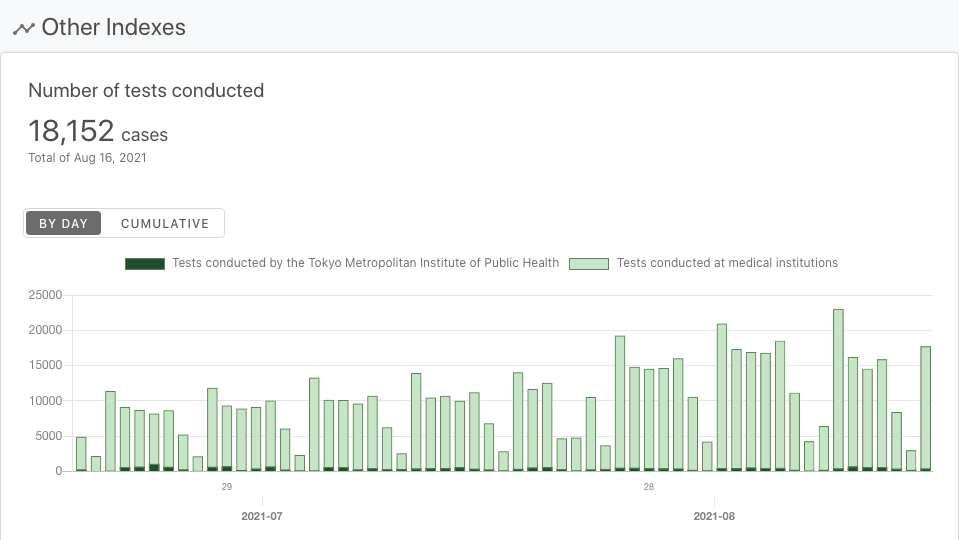 Other Indexes
Number of tests conducted
18,152 cases
Total of Aug 16, 2021
BY DAY CUMULATIVE
Tests conducted by the Tokyo Metropolitan Institute of Public Health Tests conducted at medical institutions
25000
20000
15000
10000
5000
0
29 28
2021-07 2021-08